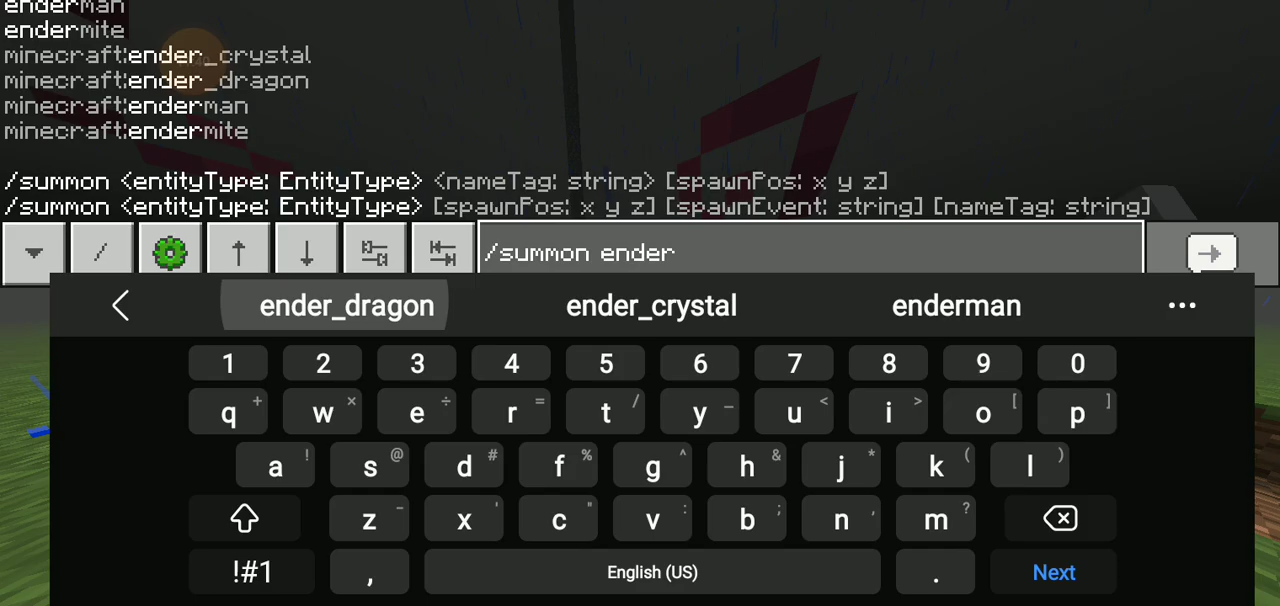 enderman
endermite
minecraft:ender_crystal
minecraft:ender_dragon
minecraft:enderman
minecraft:endermite
/summon <entityType: EntityType> <nameTag: string> [spawnPos: x y z]
/summon <entityType: EntityType> [spawnPos: x y z] [spawnEvent: string] [nameTag: string]
/ /summon ender
ender_dragon ender_crystal enderman ...
1 2 3 4 5 6 7 8 9 0
q + w × e ÷ r = t / y _ u < i > o [ p ]
a ! s @ d # f % g ^ h & j * k ( l )
z - x ' c " v : b ; n , m ?
!#1 , English (US) . Next